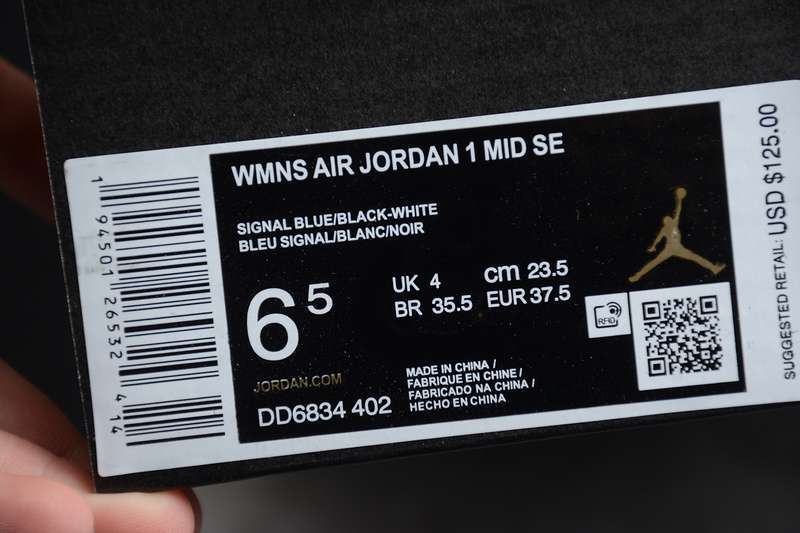 WMNS AIR JORDAN 1 MID SE
SIGNAL BLUE/BLACK-WHITE
BLEU SIGNAL/BLANC/NOIR
6 5
UK 4
cm 23.5
BR 35.5
EUR 37.5
RFID
JORDAN.COM
DD6834 402
MADE IN CHINA /
FABRIQUE EN CHINE /
FABRICADO NA CHINA /
HECHO EN CHINA
1 94501 26532 4 14
SUGGESTED RETAIL: USD $125.00